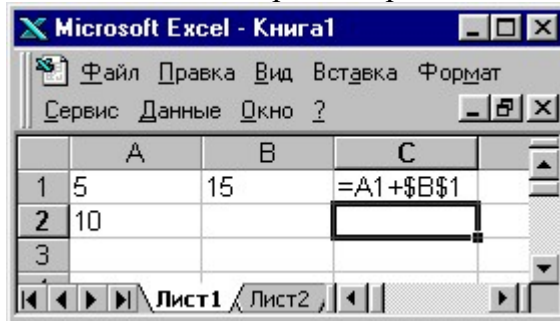 Microsoft Excel - Книга1
Файл Правка Вид Вставка Формат
Сервис Данные Окно ?
A B C
1 5 15 =A1+$B$1
2 10
3
Лист1 Лист2